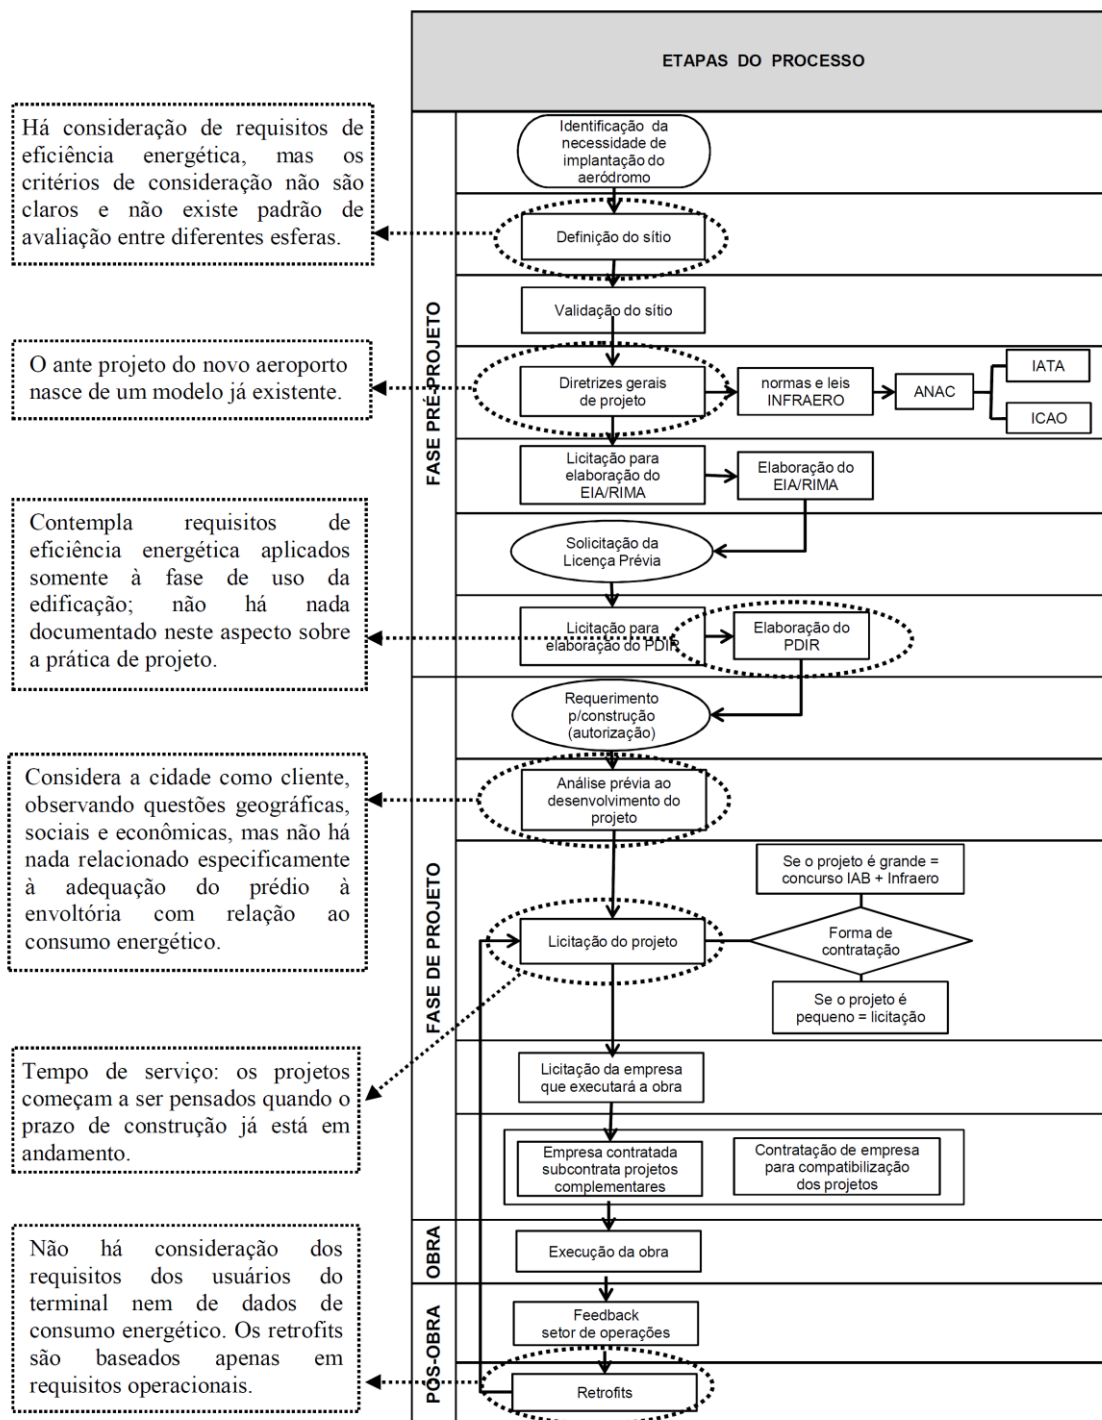 ETAPAS DO PROCESSO
FASE PRÉ-PROJETO
Identificação da
necessidade de
implantação do
aeródromo
Há consideração de requisitos de
eficiência energética, mas os
critérios de consideração não são
claros e não existe padrão de
avaliação entre diferentes esferas.
Definição do sítio
Validação do sítio
O ante projeto do novo aeroporto
nasce de um modelo já existente.
Diretrizes gerais
de projeto
normas e leis
INFRAERO
ANAC
IATA
ICAO
Licitação para
elaboração do
EIA/RIMA
Elaboração do
EIA/RIMA
Solicitação da
Licença Prévia
Contempla requisitos de
eficiência energética aplicados
somente à fase de uso da
edificação; não há nada
documentado neste aspecto sobre
a prática de projeto.
Licitação para
elaboração do PDIR
Elaboração do
PDIR
FASE DE PROJETO
Requerimento
p/construção
(autorização)
Considera a cidade como cliente,
observando questões geográficas,
sociais e econômicas, mas não há
nada relacionado especificamente
à adequação do prédio à
envoltória com relação ao
consumo energético.
Análise prévia ao
desenvolvimento do
projeto
Se o projeto é grande =
concurso IAB + Infraero
Licitação do projeto
Forma de
contratação
Se o projeto é
pequeno = licitação
Tempo de serviço: os projetos
começam a ser pensados quando o
prazo de construção já está em
andamento.
Licitação da empresa
que executará a obra
Empresa contratada
subcontrata projetos
complementares
Contratação de empresa
para compatibilização
dos projetos
OBRA
Execução da obra
PÓS-OBRA
Feedback
setor de operações
Não há consideração dos
requisitos dos usuários do
terminal nem de dados de
consumo energético. Os retrofits
são baseados apenas em
requisitos operacionais.
Retrofits